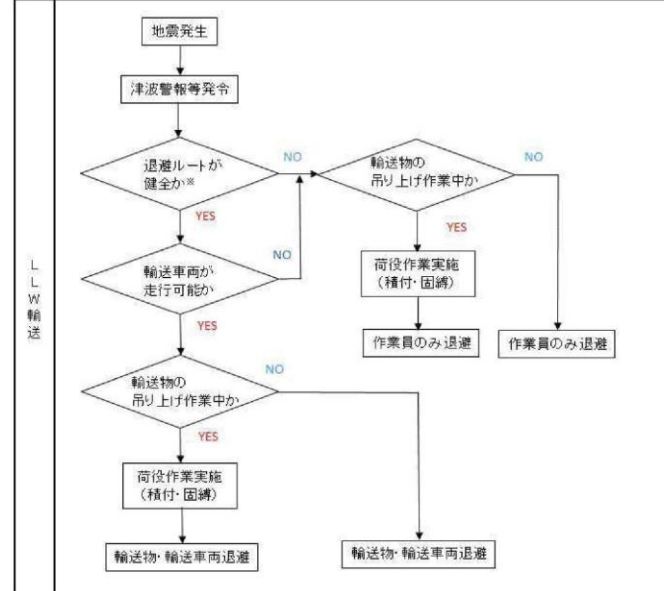 LLW輸送
地震発生
津波警報等発令
退避ルートが
健全か※
NO
YES
輸送物の
吊り上げ作業中か
NO
YES
輸送車両が
走行可能か
NO
YES
荷役作業実施
(積付・固縛)
作業員のみ退避
作業員のみ退避
輸送物の
吊り上げ作業中か
NO
YES
荷役作業実施
(積付・固縛)
輸送物・輸送車両退避
輸送物・輸送車両退避